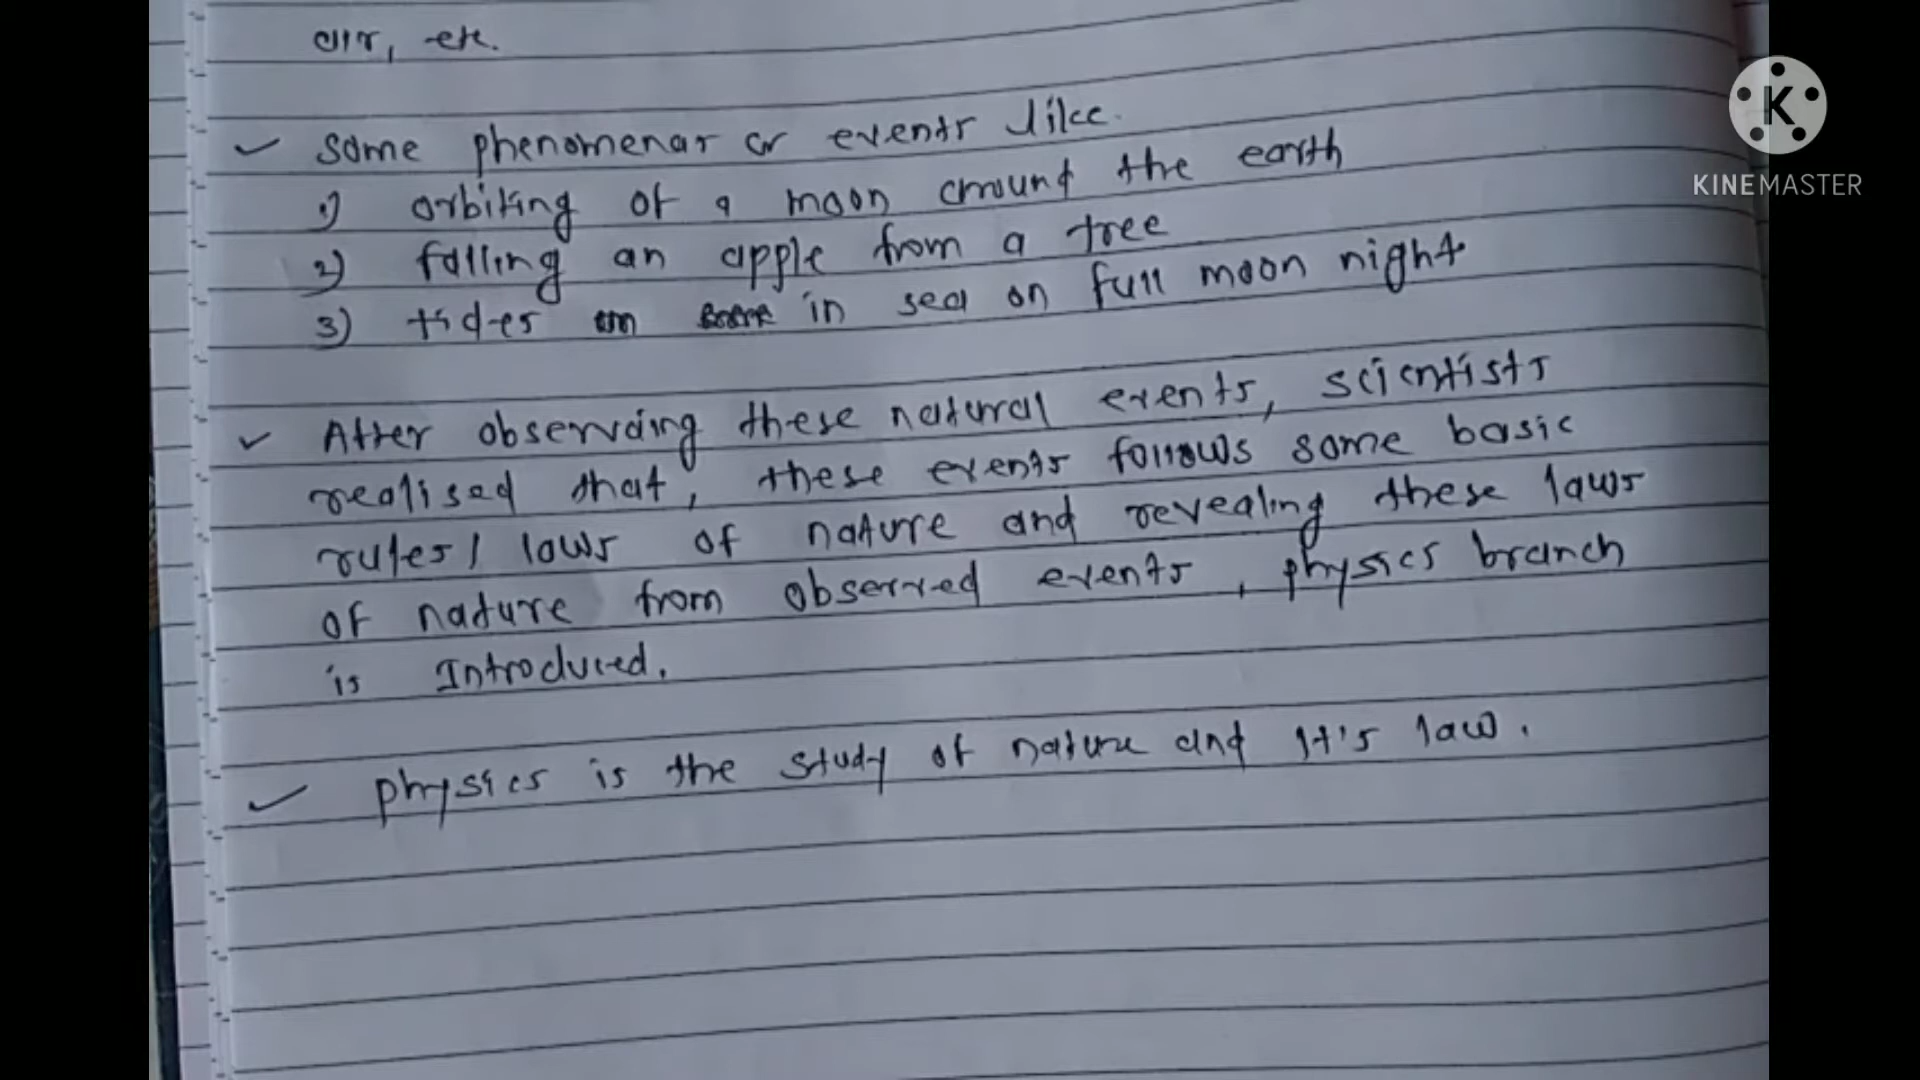 air, etc.
some phenomenas or events like.
1) orbiting of a moon around the earth
2) falling an apple from a tree
3) tides in sea on full moon night
After observing these natural events, scientists
realised that, these events follows some basic
rules/ laws of nature and revealing these laws
of nature from observed events, physics branch
is Introduced.
physics is the study of nature and It's law.
K
KINEMASTER